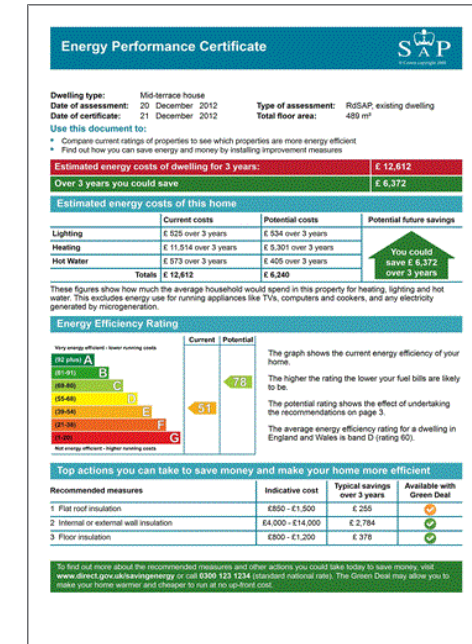 Energy Performance Certificate
SAP
© Crown copyright 2009
Dwelling type: Mid-terrace house
Date of assessment: 20 December 2012 Type of assessment: RdSAP, existing dwelling
Date of certificate: 21 December 2012 Total floor area: 489 m²
Use this document to:
• Compare current ratings of properties to see which properties are more energy efficient
• Find out how you can save energy and money by installing improvement measures
Estimated energy costs of dwelling for 3 years: £ 12,612
Over 3 years you could save £ 6,372
Estimated energy costs of this home
Current costs Potential costs Potential future savings
Lighting £ 525 over 3 years £ 534 over 3 years
Heating £ 11,514 over 3 years £ 5,301 over 3 years
Hot Water £ 573 over 3 years £ 405 over 3 years
Totals £ 12,612 £ 6,240
You could
save £ 6,372
over 3 years
These figures show how much the average household would spend in this property for heating, lighting and hot
water. This excludes energy use for running appliances like TVs, computers and cookers, and any electricity
generated by microgeneration.
Energy Efficiency Rating
Current Potential
Very energy efficient - lower running costs
(92 plus) A
(81-91) B
(69-80) C
(55-68) D
(39-54) E
(21-38) F
(1-20) G
Not energy efficient - higher running costs
51
78
The graph shows the current energy efficiency of your
home.
The higher the rating the lower your fuel bills are likely
to be.
The potential rating shows the effect of undertaking
the recommendations on page 3.
The average energy efficiency rating for a dwelling in
England and Wales is band D (rating 60).
Top actions you can take to save money and make your home more efficient
Recommended measures Indicative cost Typical savings over 3 years Available with Green Deal
1 Flat roof insulation £850 - £1,500 £ 255
2 Internal or external wall insulation £4,000 - £14,000 £ 2,784
3 Floor insulation £800 - £1,200 £ 378
To find out more about the recommended measures and other actions you could take today to save money, visit
www.direct.gov.uk/savingenergy or call 0300 123 1234 (standard national rate). The Green Deal may allow you to
make your home warmer and cheaper to run at no up-front cost.